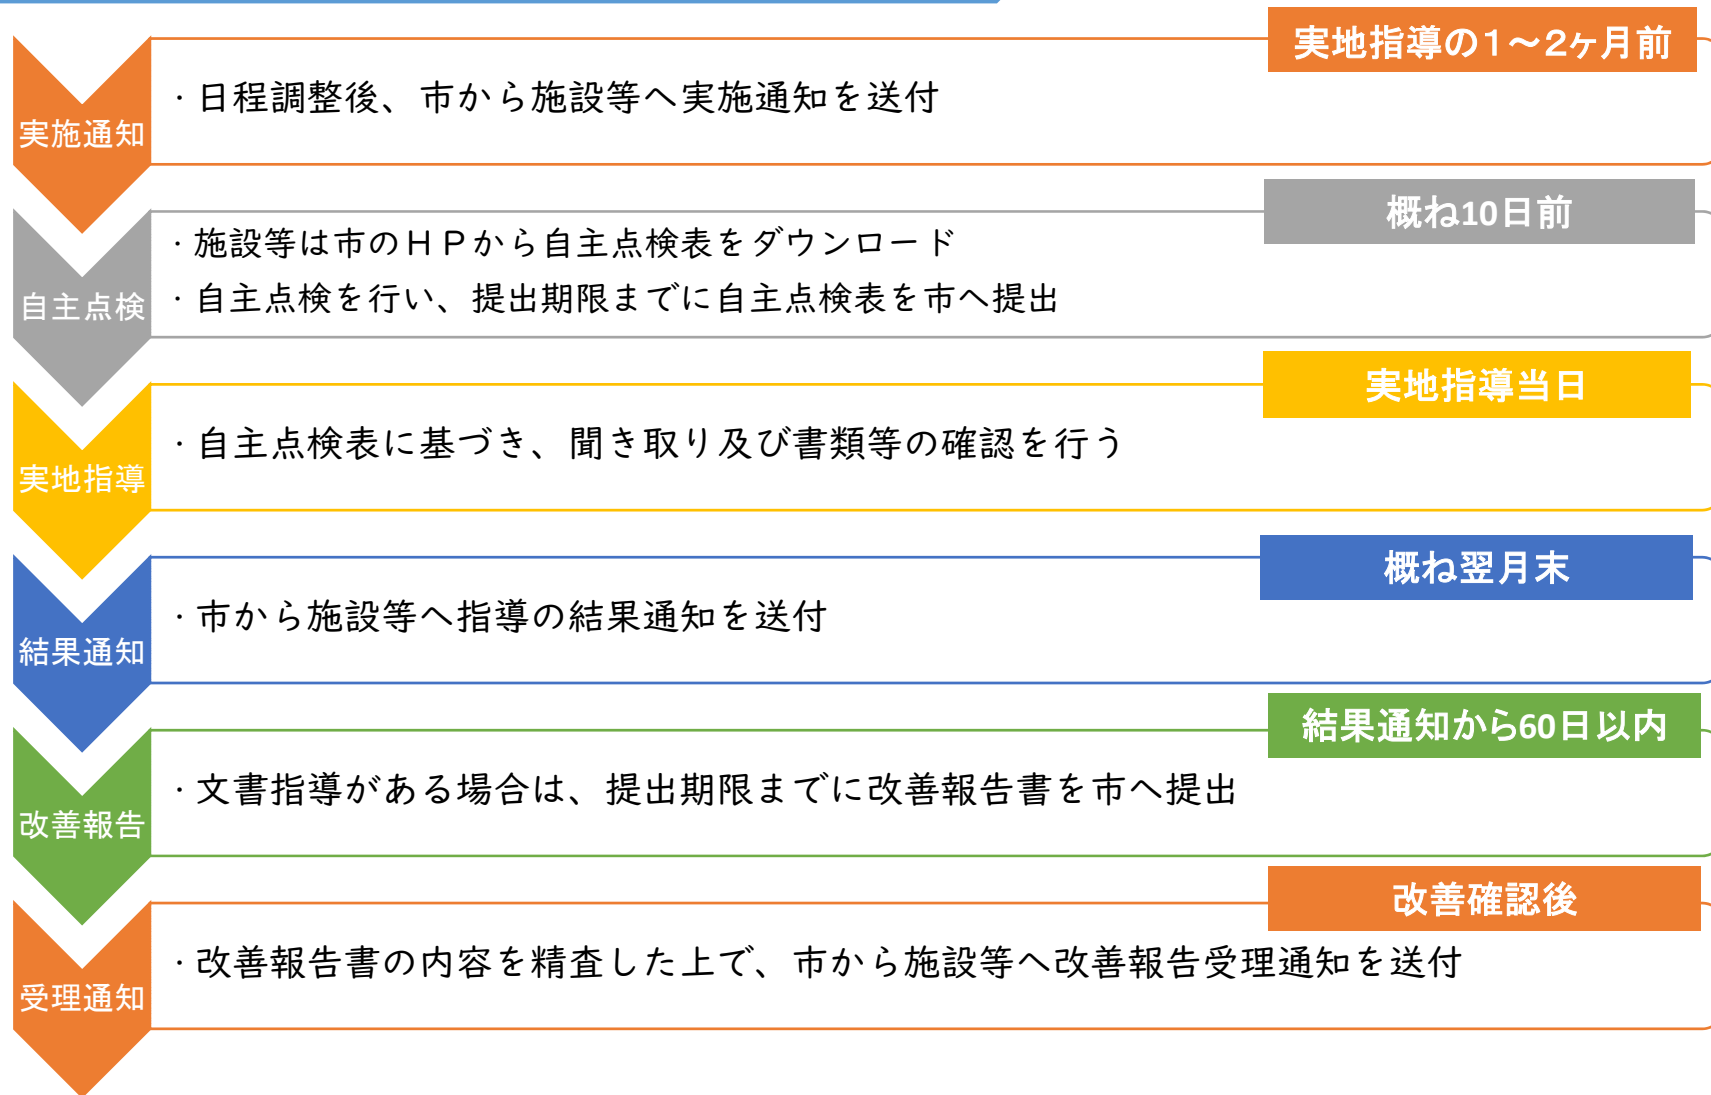 実地指導の1～2ヶ月前
実施通知
・日程調整後、市から施設等へ実施通知を送付
概ね10日前
自主点検
・施設等は市のＨＰから自主点検表をダウンロード
・自主点検を行い、提出期限までに自主点検表を市へ提出
実地指導当日
実地指導
・自主点検表に基づき、聞き取り及び書類等の確認を行う
概ね翌月末
結果通知
・市から施設等へ指導の結果通知を送付
結果通知から60日以内
改善報告
・文書指導がある場合は、提出期限までに改善報告書を市へ提出
改善確認後
受理通知
・改善報告書の内容を精査した上で、市から施設等へ改善報告受理通知を送付